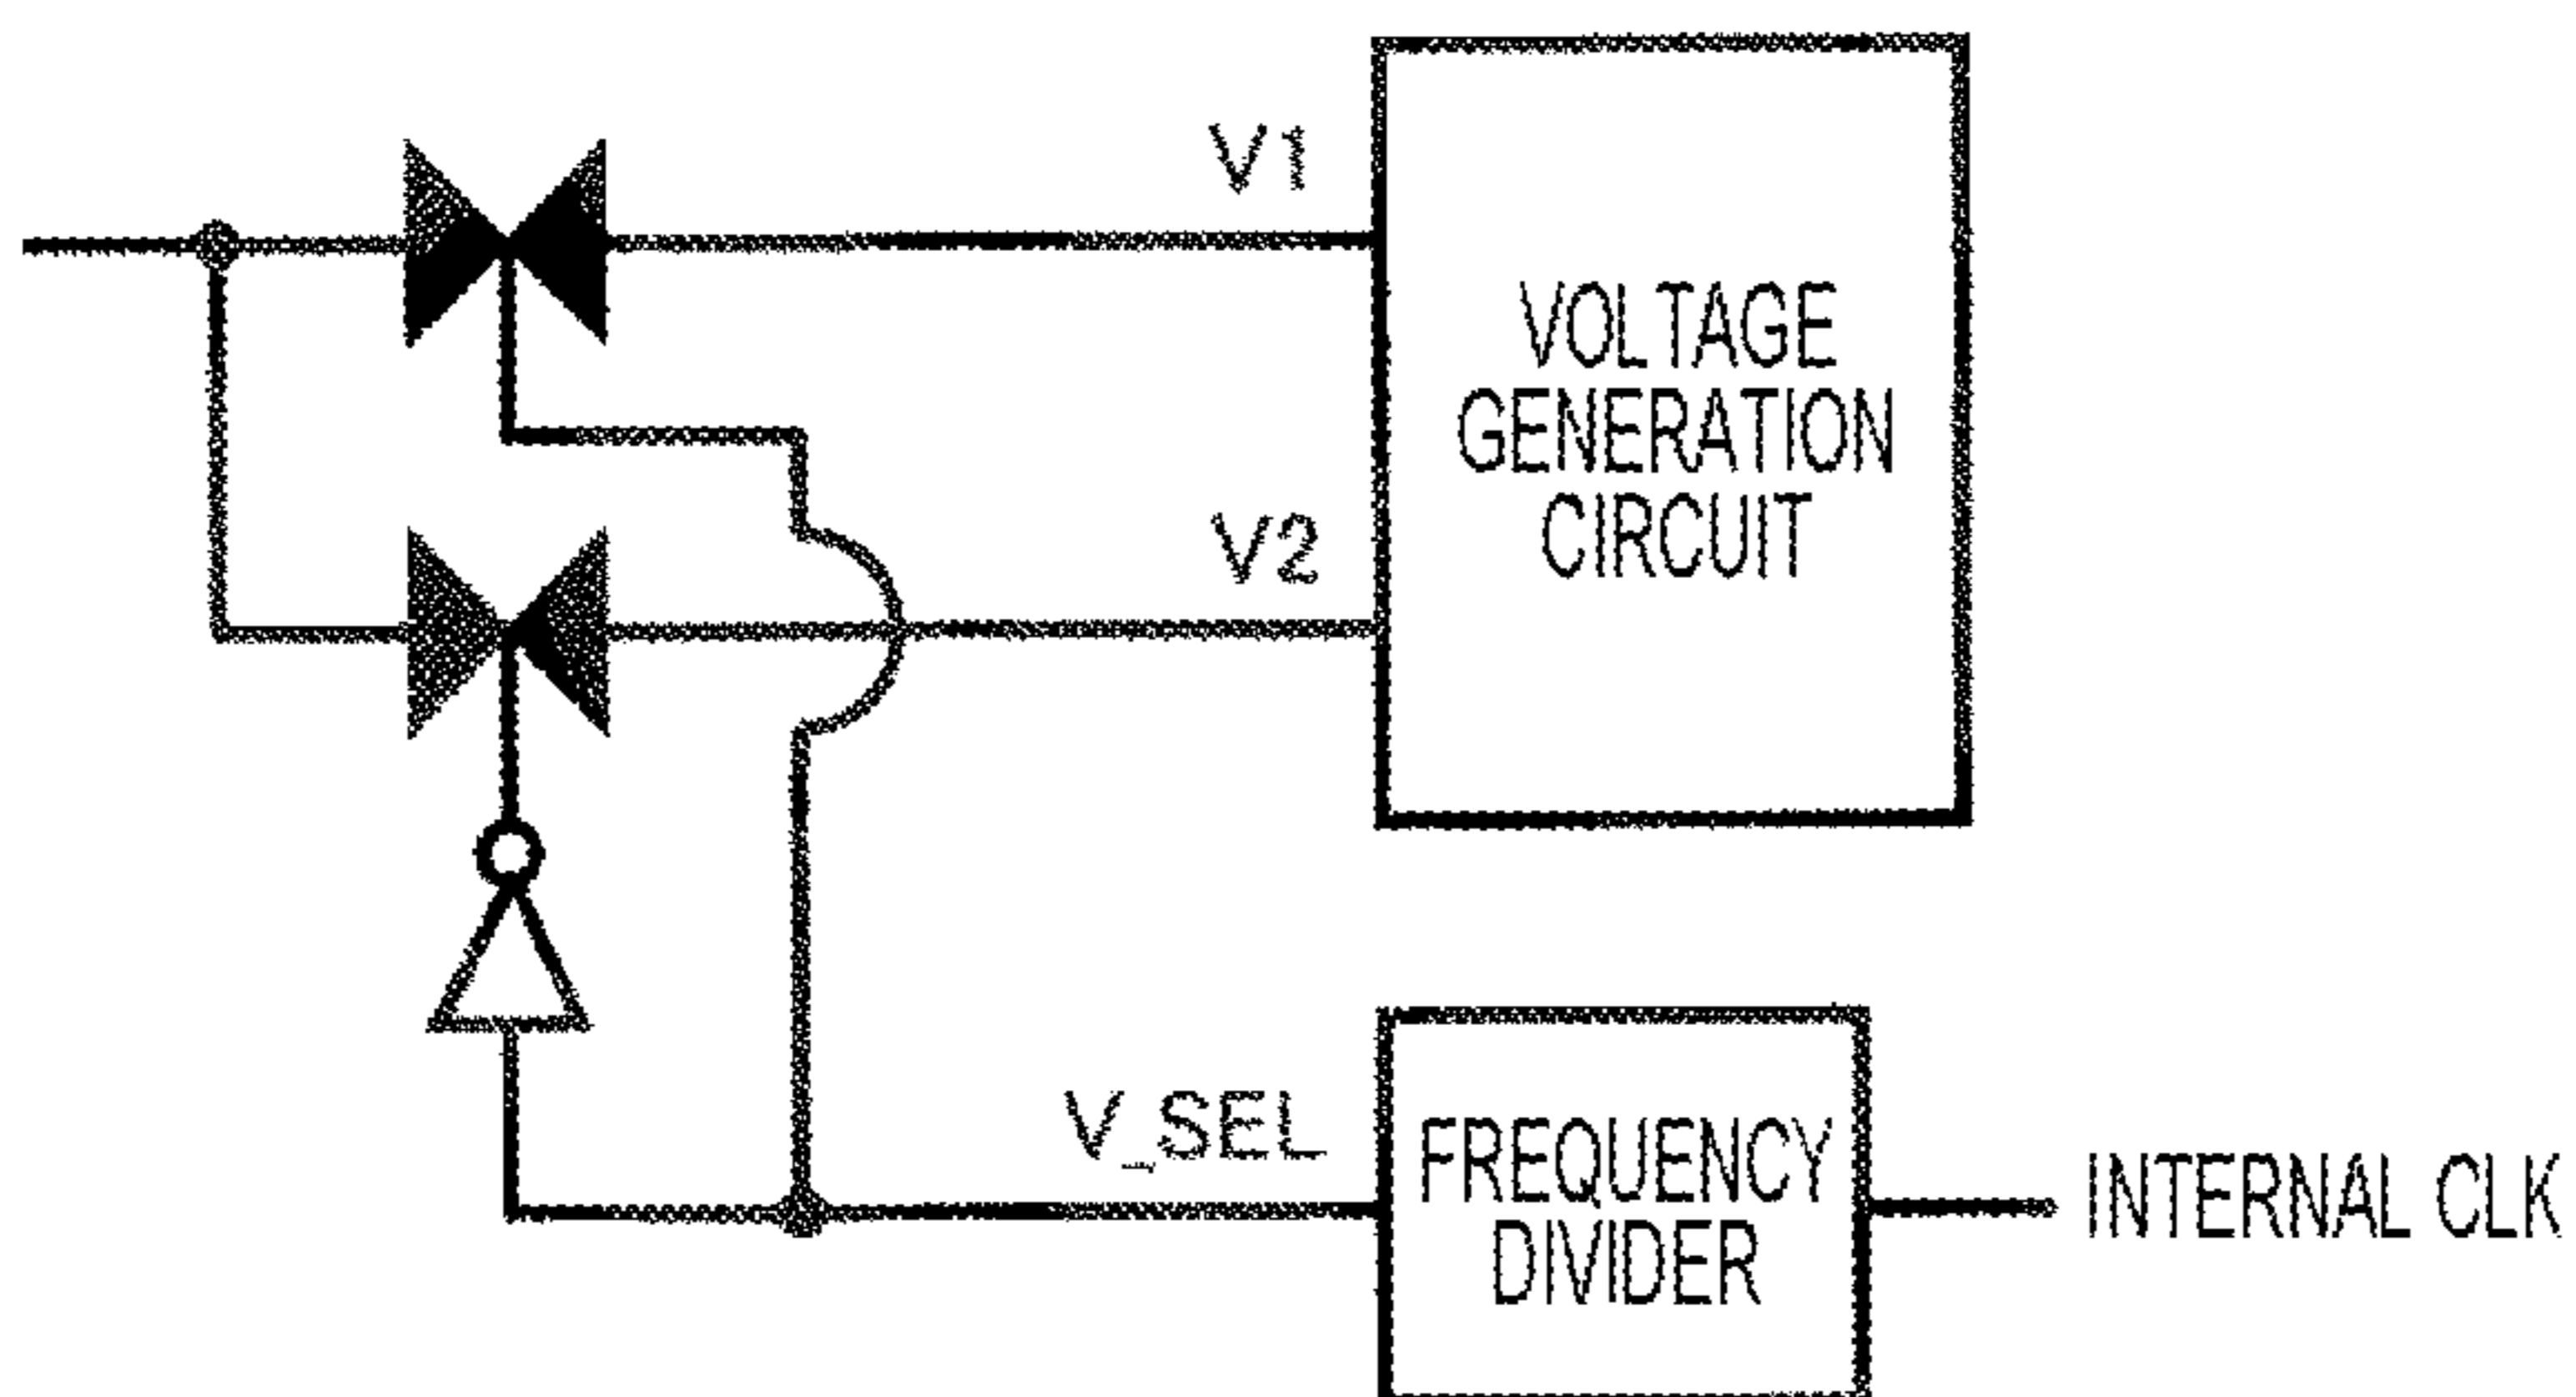 V1
VOLTAGE
GENERATION
CIRCUIT
V2
V_SEL
FREQUENCY
DIVIDER
INTERNAL CLK